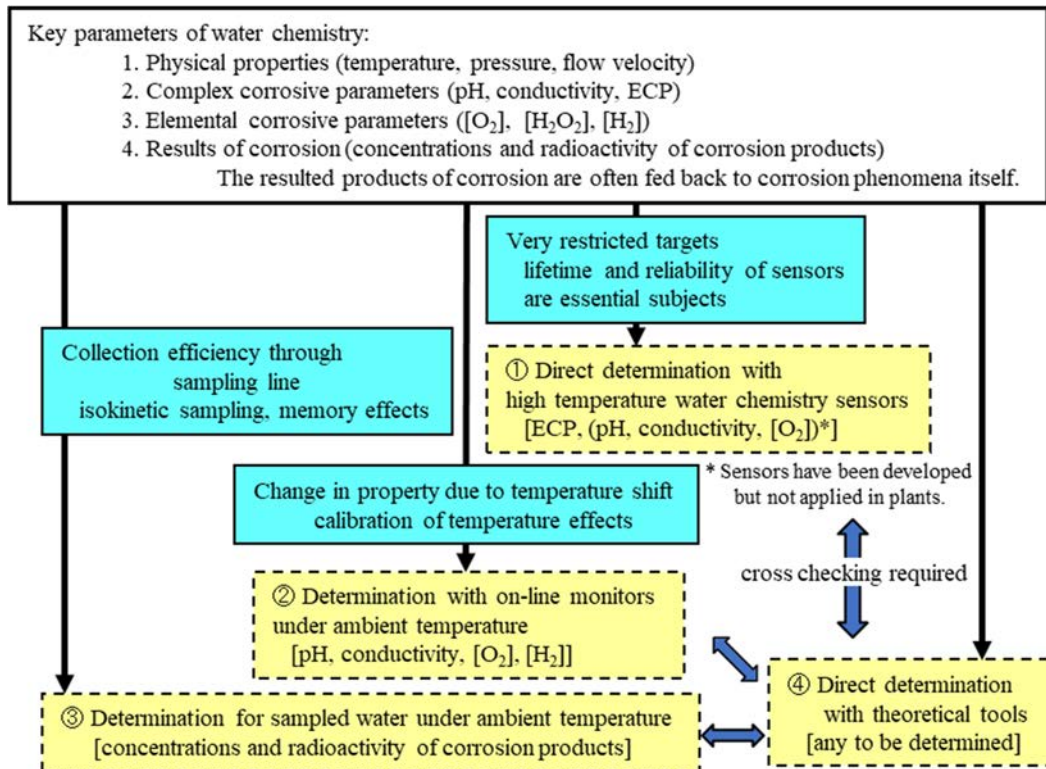 Key parameters of water chemistry:
1. Physical properties (temperature, pressure, flow velocity)
2. Complex corrosive parameters (pH, conductivity, ECP)
3. Elemental corrosive parameters ([O₂], [H₂O₂], [H₂])
4. Results of corrosion (concentrations and radioactivity of corrosion products)
The resulted products of corrosion are often fed back to corrosion phenomena itself.
Very restricted targets
lifetime and reliability of sensors
are essential subjects
Collection efficiency through
sampling line
isokinetic sampling, memory effects
① Direct determination with
high temperature water chemistry sensors
[ECP, (pH, conductivity, [O₂])*]
* Sensors have been developed
but not applied in plants.
Change in property due to temperature shift
calibration of temperature effects
cross checking required
② Determination with on-line monitors
under ambient temperature
[pH, conductivity, [O₂], [H₂]]
③ Determination for sampled water under ambient temperature
[concentrations and radioactivity of corrosion products]
④ Direct determination
with theoretical tools
[any to be determined]